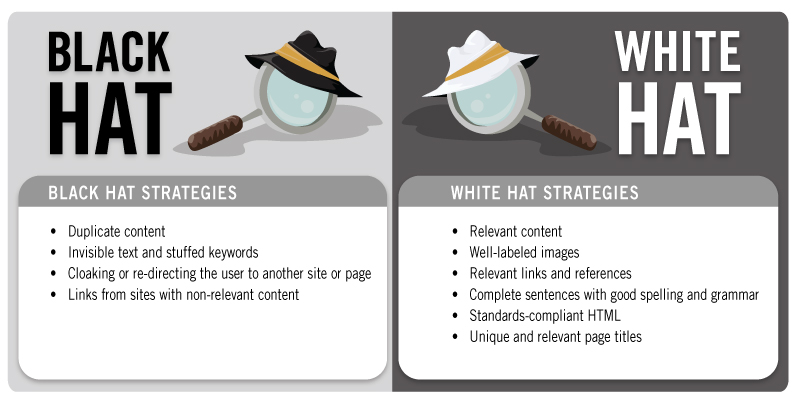 BLACK
HAT
BLACK HAT STRATEGIES
• Duplicate content
• Invisible text and stuffed keywords
• Cloaking or re-directing the user to another site or page
• Links from sites with non-relevant content
WHITE
HAT
WHITE HAT STRATEGIES
• Relevant content
• Well-labeled images
• Relevant links and references
• Complete sentences with good spelling and grammar
• Standards-compliant HTML
• Unique and relevant page titles